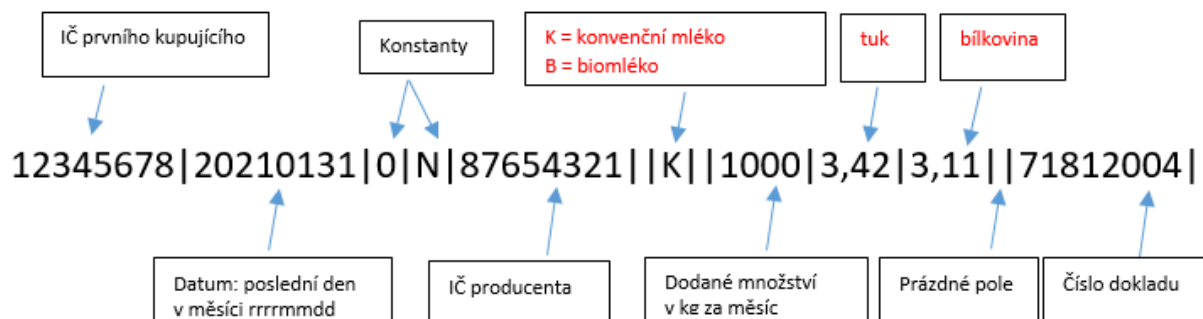 IČ prvního kupujícího
Konstanty
K = konvenční mléko
B = biomléko
tuk
bílkovina
12345678|20210131|0|N|87654321||K||1000|3,42|3,11||71812004|
Datum: poslední den
v měsíci rrrrmmdd
IČ producenta
Dodané množství
v kg za měsíc
Prázdné pole
Číslo dokladu